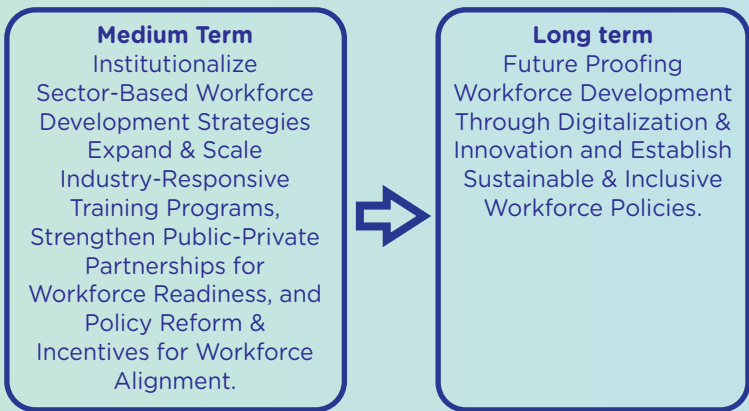 Medium Term
Institutionalize
Sector-Based Workforce
Development Strategies
Expand & Scale
Industry-Responsive
Training Programs,
Strengthen Public-Private
Partnerships for
Workforce Readiness, and
Policy Reform &
Incentives for Workforce
Alignment.
Long term
Future Proofing
Workforce Development
Through Digitalization &
Innovation and Establish
Sustainable & Inclusive
Workforce Policies.